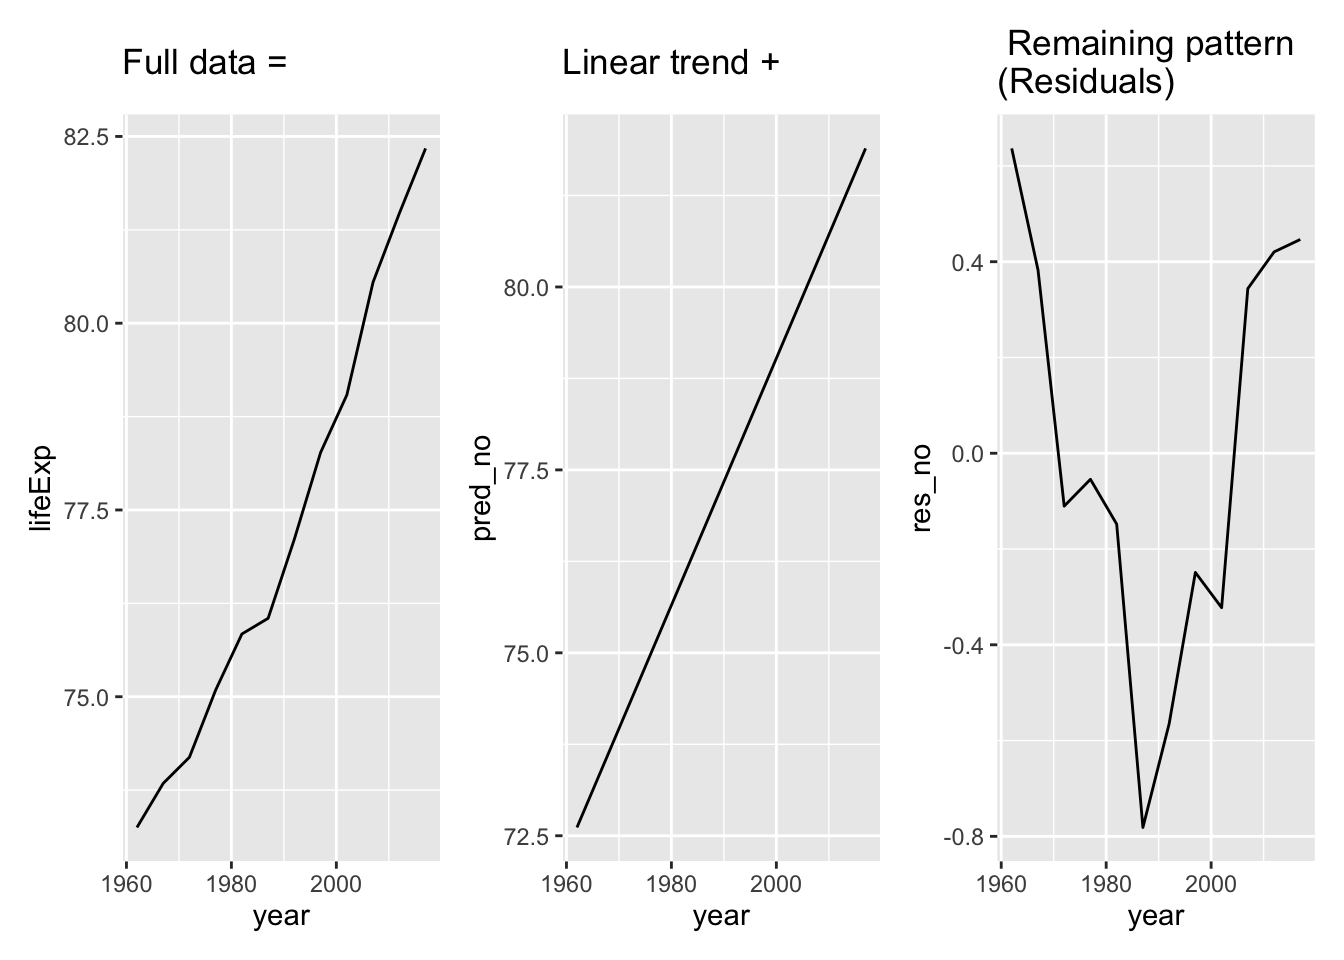 Full data =
82.5
80.0
77.5
75.0
lifeExp
1960 1980 2000
year
Linear trend +
80.0
77.5
75.0
72.5
pred_no
1960 1980 2000
year
Remaining pattern
(Residuals)
0.4
0.0
-0.4
-0.8
res_no
1960 1980 2000
year